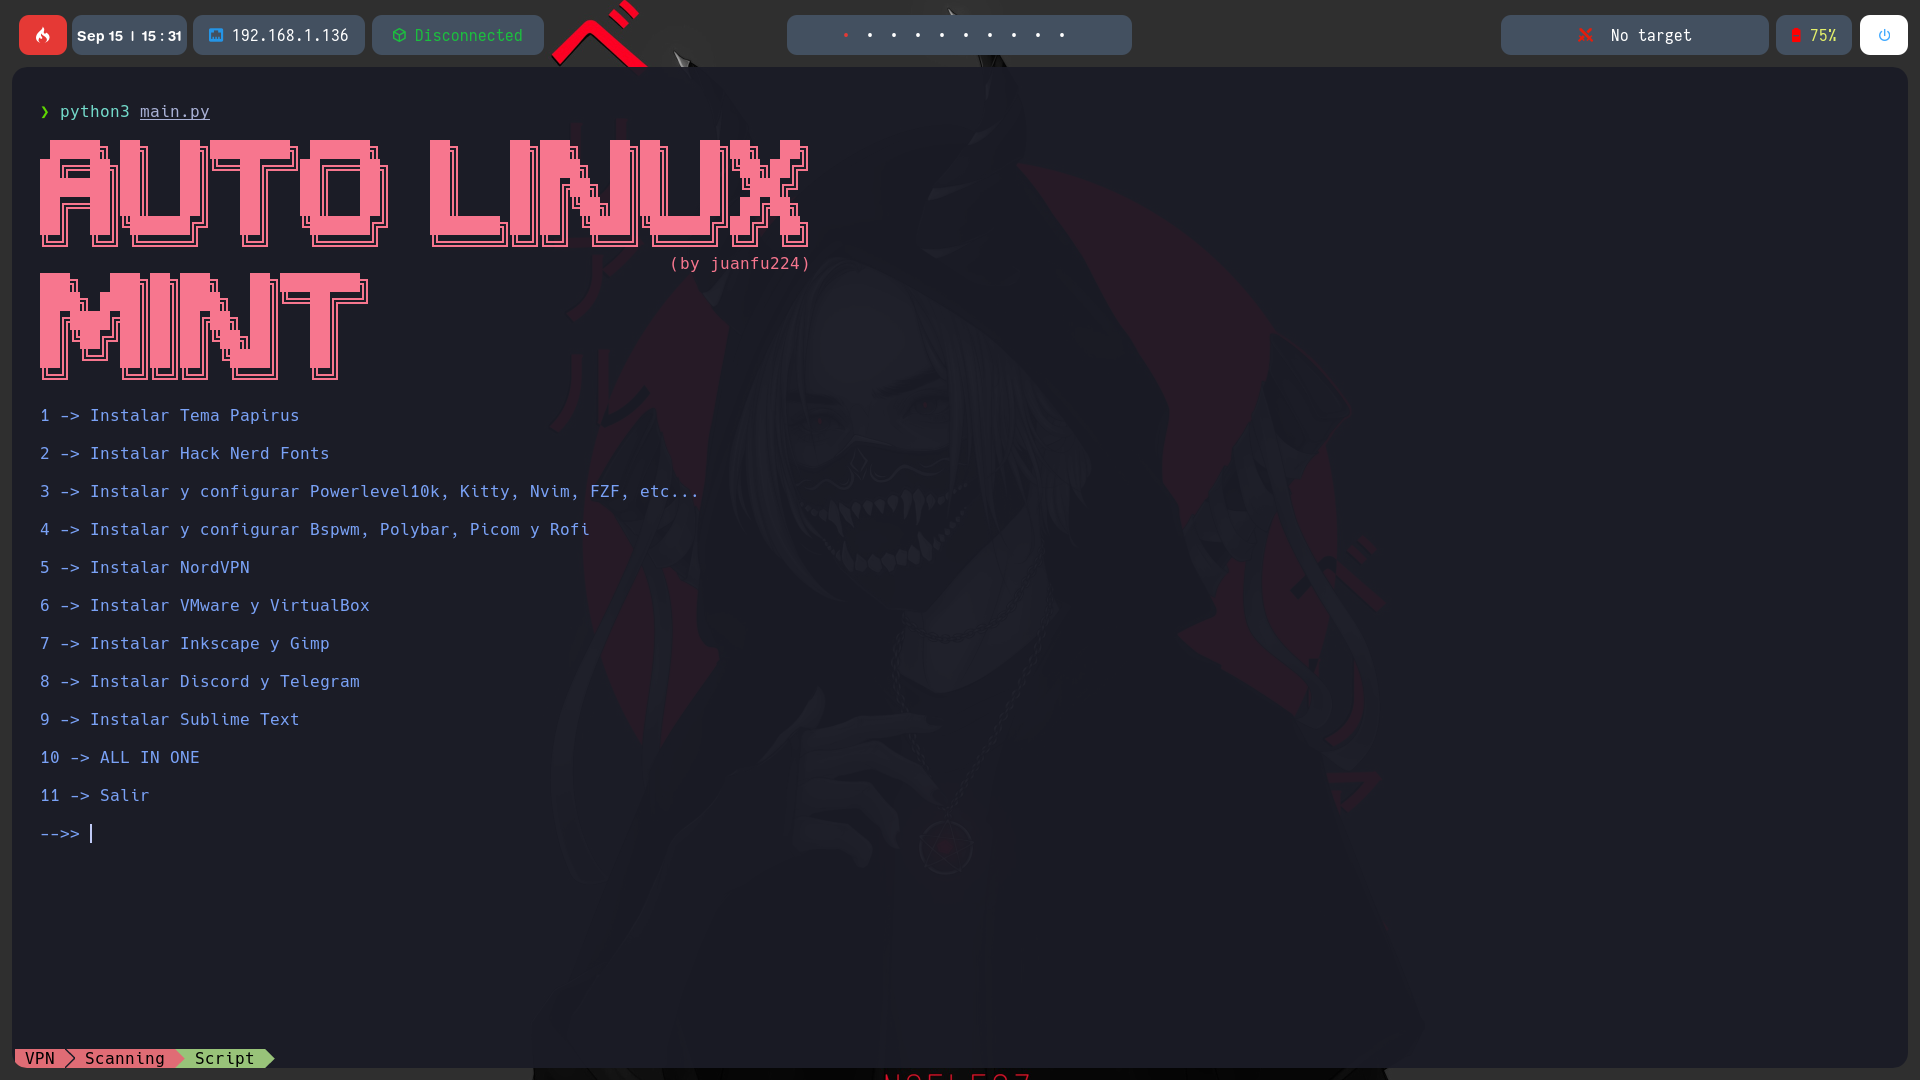 Sep 15 | 15 : 31
192.168.1.136
Disconnected
No target
75%
❯ python3 main.py
AUTO LINUX
(by juanfu224)
MINT
1 -> Instalar Tema Papirus
2 -> Instalar Hack Nerd Fonts
3 -> Instalar y configurar Powerlevel10k, Kitty, Nvim, FZF, etc...
4 -> Instalar y configurar Bspwm, Polybar, Picom y Rofi
5 -> Instalar NordVPN
6 -> Instalar VMware y VirtualBox
7 -> Instalar Inkscape y Gimp
8 -> Instalar Discord y Telegram
9 -> Instalar Sublime Text
10 -> ALL IN ONE
11 -> Salir
-->>
VPN
Scanning
Script